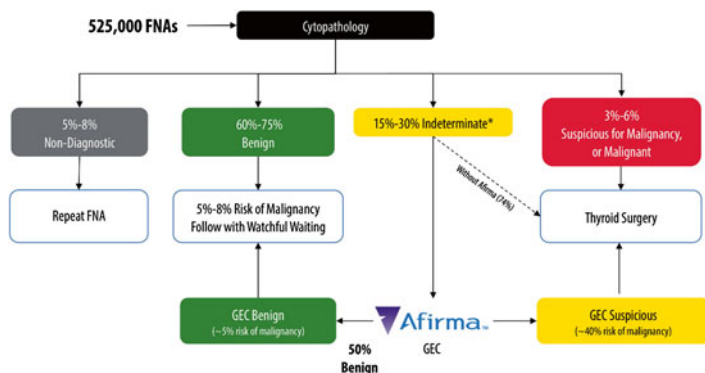 525,000 FNAs
Cytopathology
5%-8%
Non-Diagnostic
60%-75%
Benign
15%-30% Indeterminate*
3%-6%
Suspicious for Malignancy,
or Malignant
Without Afirma (74%)
Repeat FNA
5%-8% Risk of Malignancy
Follow with Watchful Waiting
Thyroid Surgery
GEC Benign
(~5% risk of malignancy)
50%
Benign
Afirma™
GEC
GEC Suspicious
(~40% risk of malignancy)